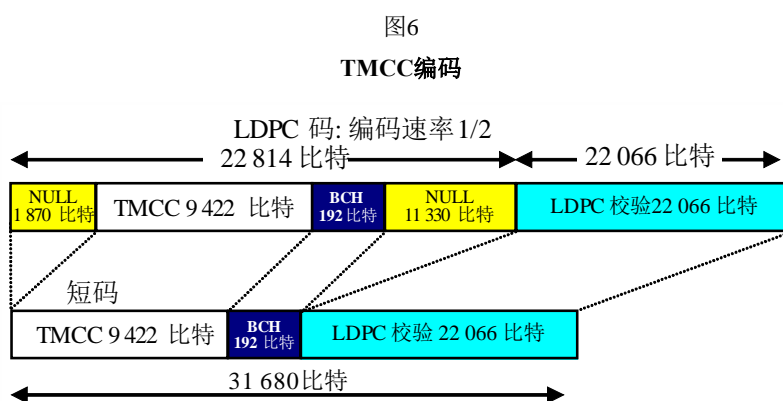 图6
TMCC编码
LDPC 码: 编码速率 1/2
22 814 比特
22 066 比特
NULL
1 870 比特
TMCC 9 422 比特
BCH
192 比特
NULL
11 330 比特
LDPC 校验22 066 比特
短码
TMCC 9 422 比特
BCH
192 比特
LDPC 校验 22 066 比特
31 680比特